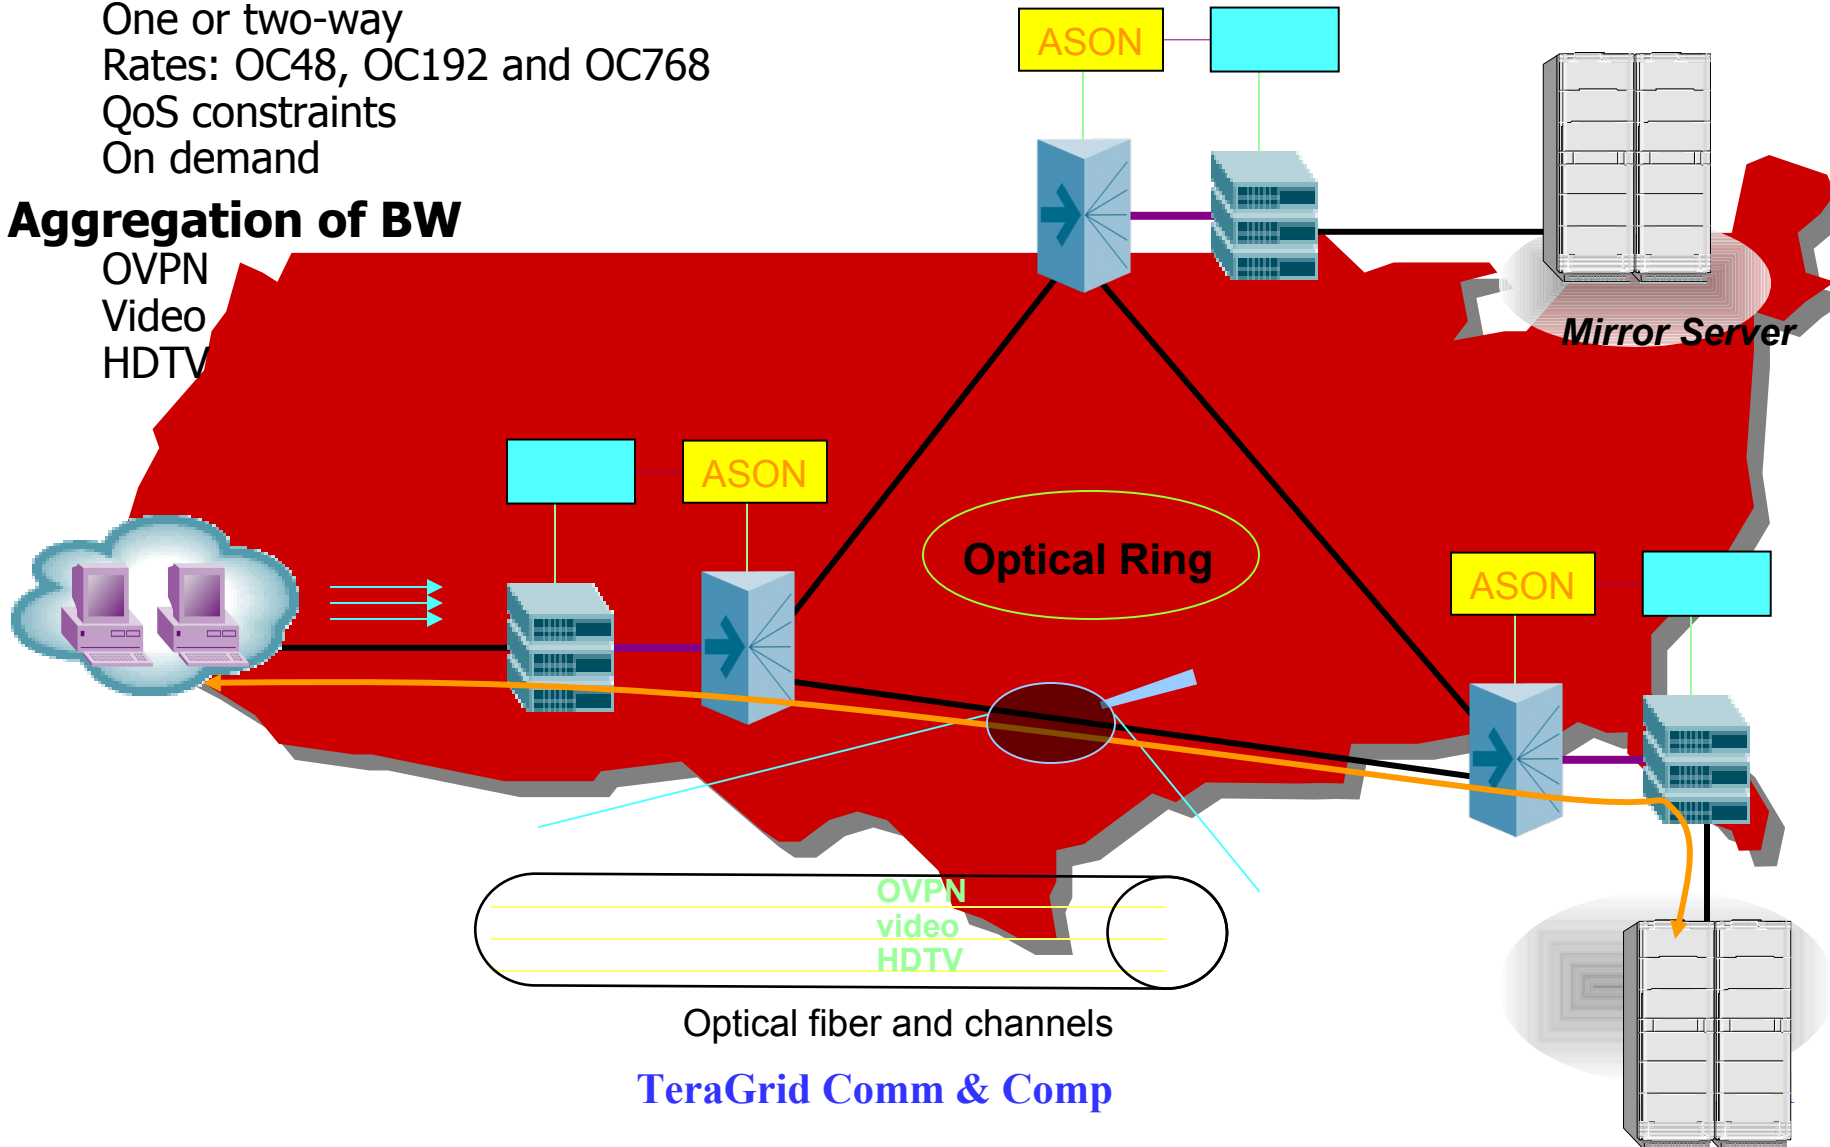 One or two-way
Rates: OC48, OC192 and OC768
QoS constraints
On demand
Aggregation of BW
OVPN
Video
HDTV
ASON
Mirror Server
ASON
Optical Ring
ASON
OVPN
video
HDTV
Optical fiber and channels
TeraGrid Comm & Comp